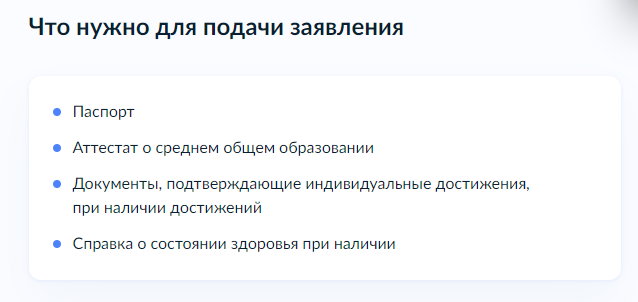 Что нужно для подачи заявления
Паспорт
Аттестат о среднем общем образовании
Документы, подтверждающие индивидуальные достижения,
при наличии достижений
Справка о состоянии здоровья при наличии